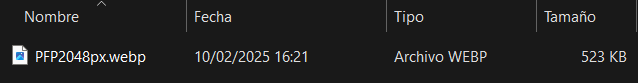 Nombre Fecha Tipo Tamaño
PFP2048px.webp 10/02/2025 16:21 Archivo WEBP 523 KB